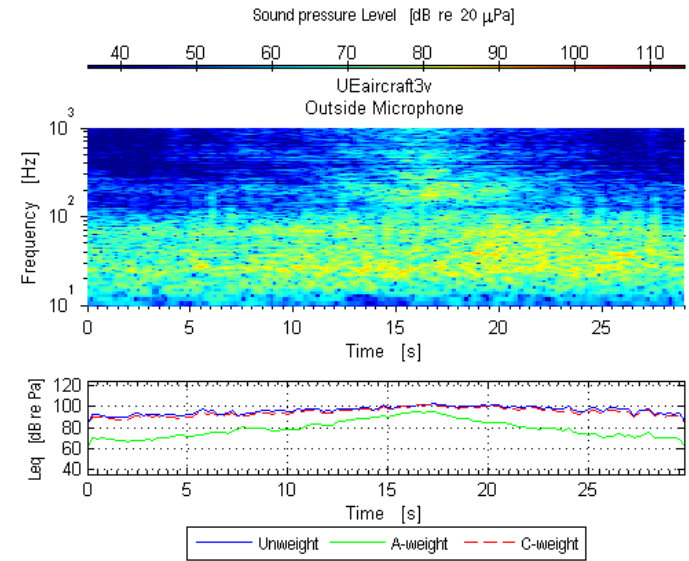 Sound pressure Level [dB re 20 μPa]
40 50 60 70 80 90 100 110
UEaircraft3v
Outside Microphone
Frequency [Hz]
10^3
10^2
10^1
0 5 10 15 20 25
Time [s]
Leq [dB re Pa]
120
100
80
60
40
0 5 10 15 20 25
Time [s]
Unweight A-weight C-weight